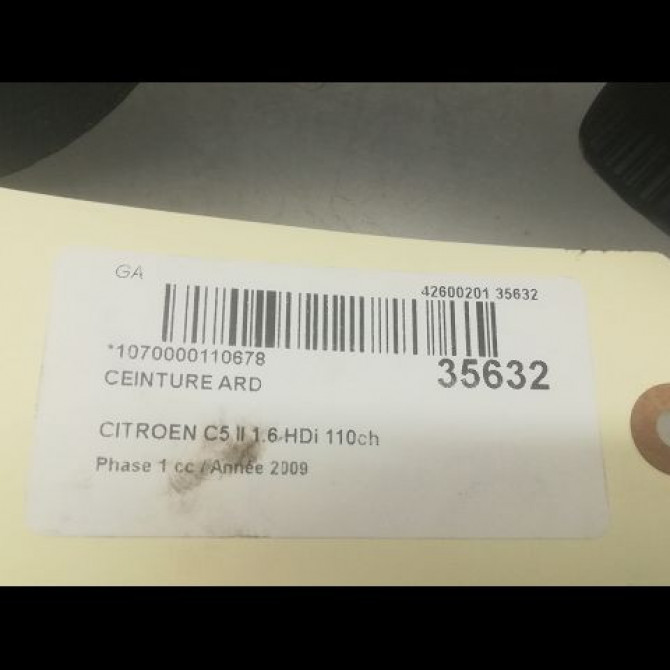 GA
42600201 35632
*1070000110678
35632
CEINTURE ARD
CITROEN C5 II 1.6 HDi 110ch
Phase 1 cc / Année 2009